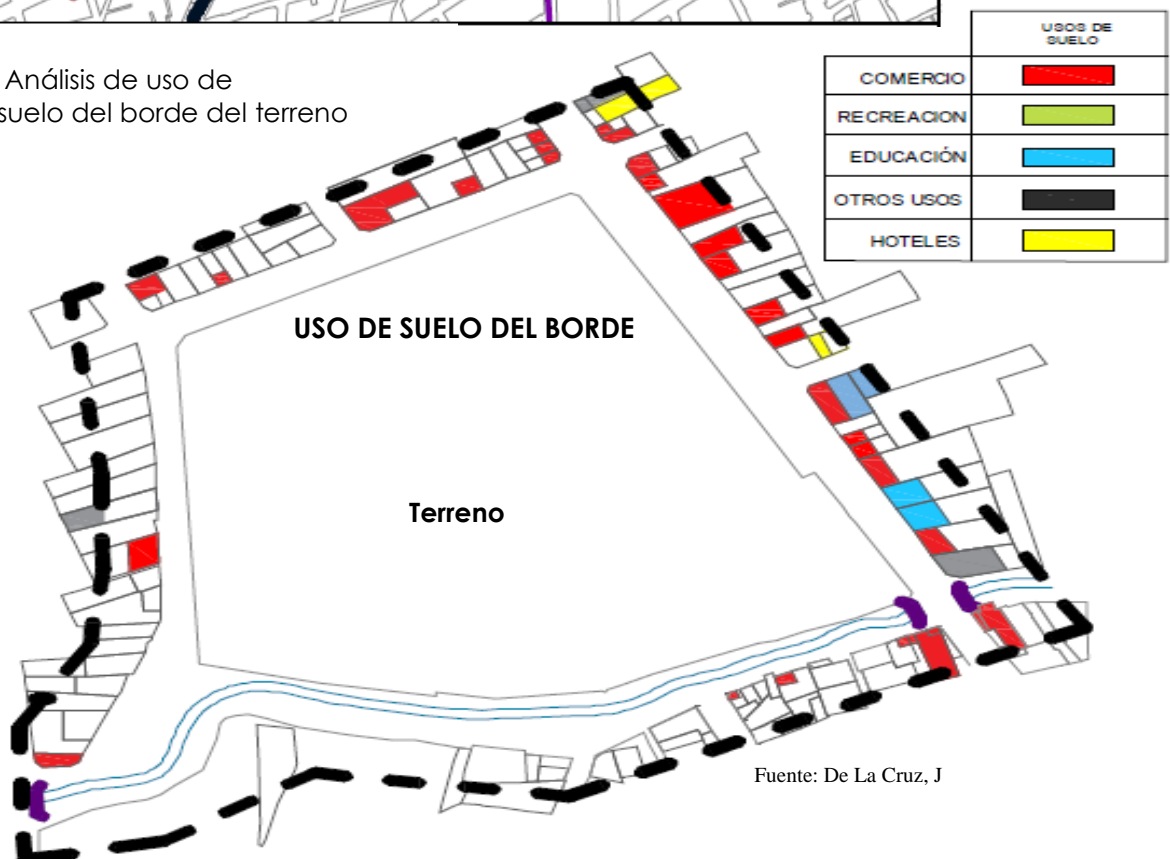 Análisis de uso de
suelo del borde del terreno
USOS DE
SUELO
COMERCIO
RECREACION
EDUCACIÓN
OTROS USOS
HOTELES
USO DE SUELO DEL BORDE
Terreno
Fuente: De La Cruz, J